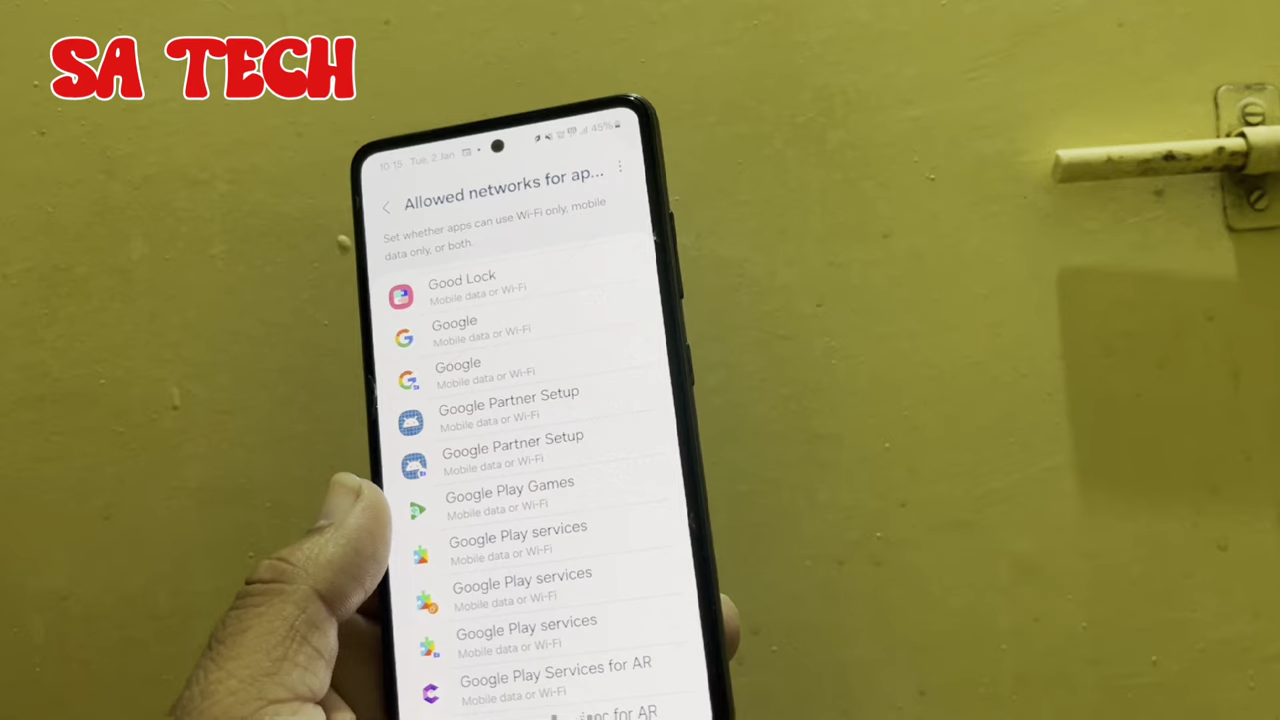 SA TECH
10:15 Tue, 2 Jan
45%
Allowed networks for ap...
Set whether apps can use Wi-Fi only, mobile
data only, or both.
Good Lock
Mobile data or Wi-Fi
Google
Mobile data or Wi-Fi
Google
Mobile data or Wi-Fi
Google Partner Setup
Mobile data or Wi-Fi
Google Partner Setup
Mobile data or Wi-Fi
Google Play Games
Mobile data or Wi-Fi
Google Play services
Mobile data or Wi-Fi
Google Play services
Mobile data or Wi-Fi
Google Play services
Mobile data or Wi-Fi
Google Play Services for AR
Mobile data or Wi-Fi
for AR